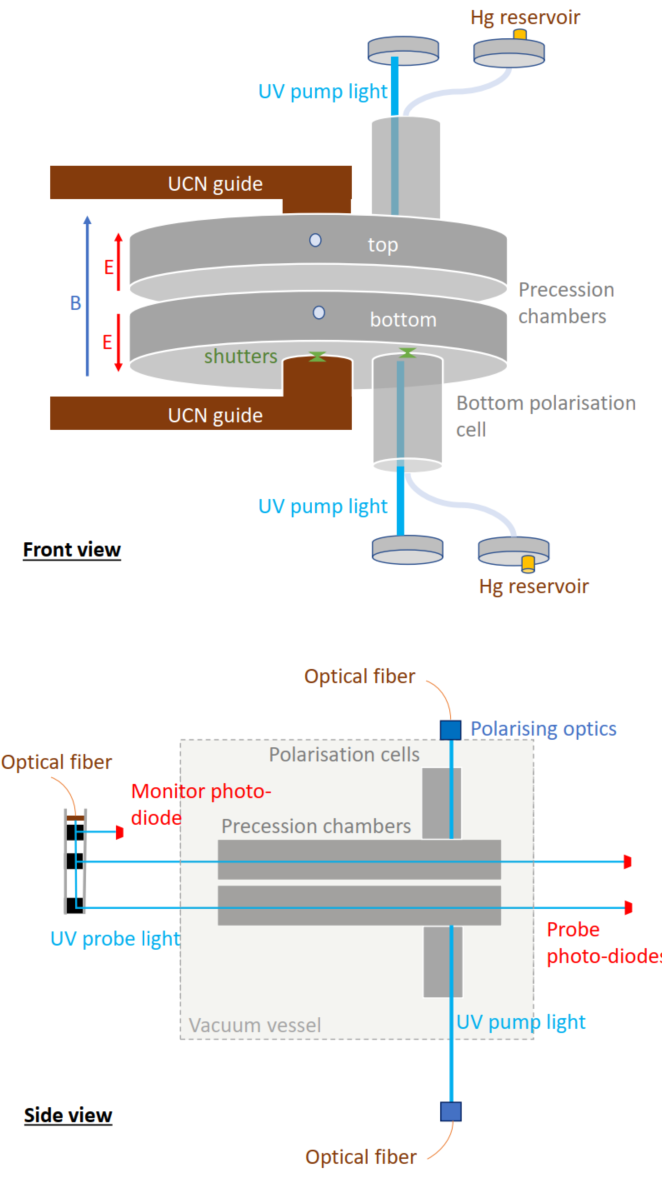 Hg reservoir
UV pump light
UCN guide
top
E
B
Precession
chambers
bottom
E
shutters
UCN guide
Bottom polarisation
cell
UV pump light
Front view
Hg reservoir
Optical fiber
Polarising optics
Polarisation cells
Optical fiber
Monitor photo-
diode
Precession chambers
UV probe light
Probe
photo-diodes
UV pump light
Vacuum vessel
Side view
Optical fiber